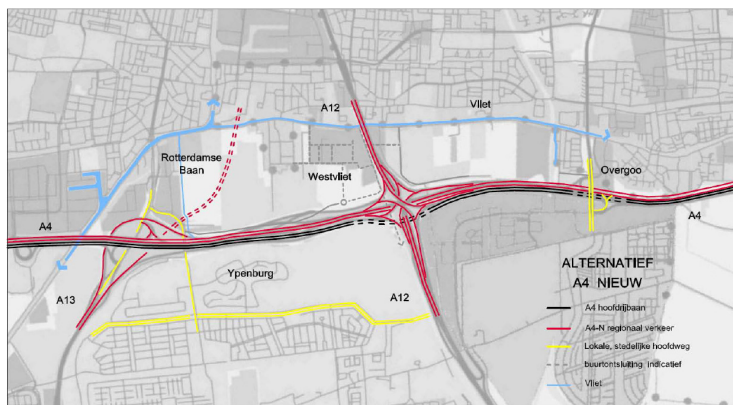 A12
Vliet
Rotterdamse
Baan
Westvliet
Overgoo
A4
A4
Ypenburg
A13
A12
ALTERNATIEF
A4 NIEUW
A4 hoofdrijbaan
A4-N regionaal verkeer
Lokale, stedelijke hoofdweg
buurtontsluiting indicatief
Vliet